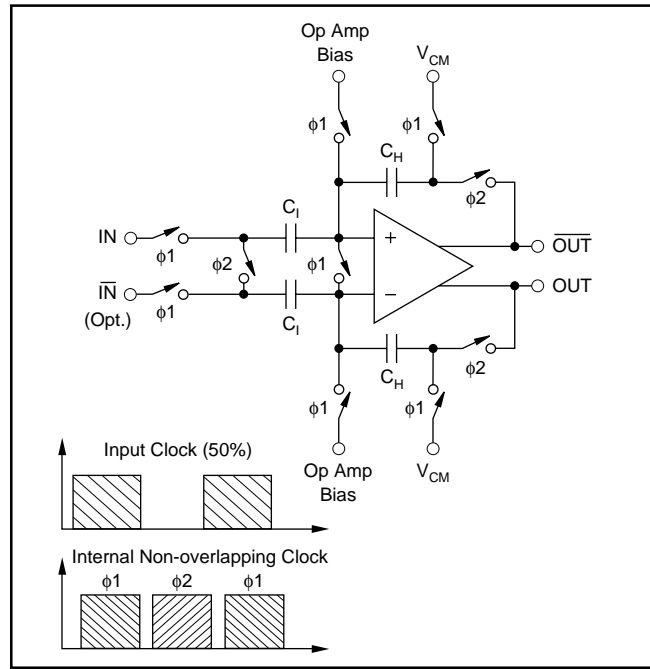 Op Amp
Bias
V_CM
ϕ1
ϕ1
C_H
ϕ2
IN
ϕ1
C_I
ϕ2
ϕ1
+
OUT̅
IN̅
(Opt.)
ϕ1
C_I
−
OUT
C_H
ϕ2
ϕ1
ϕ1
Op Amp
Bias
V_CM
Input Clock (50%)
Internal Non-overlapping Clock
ϕ1 ϕ2 ϕ1